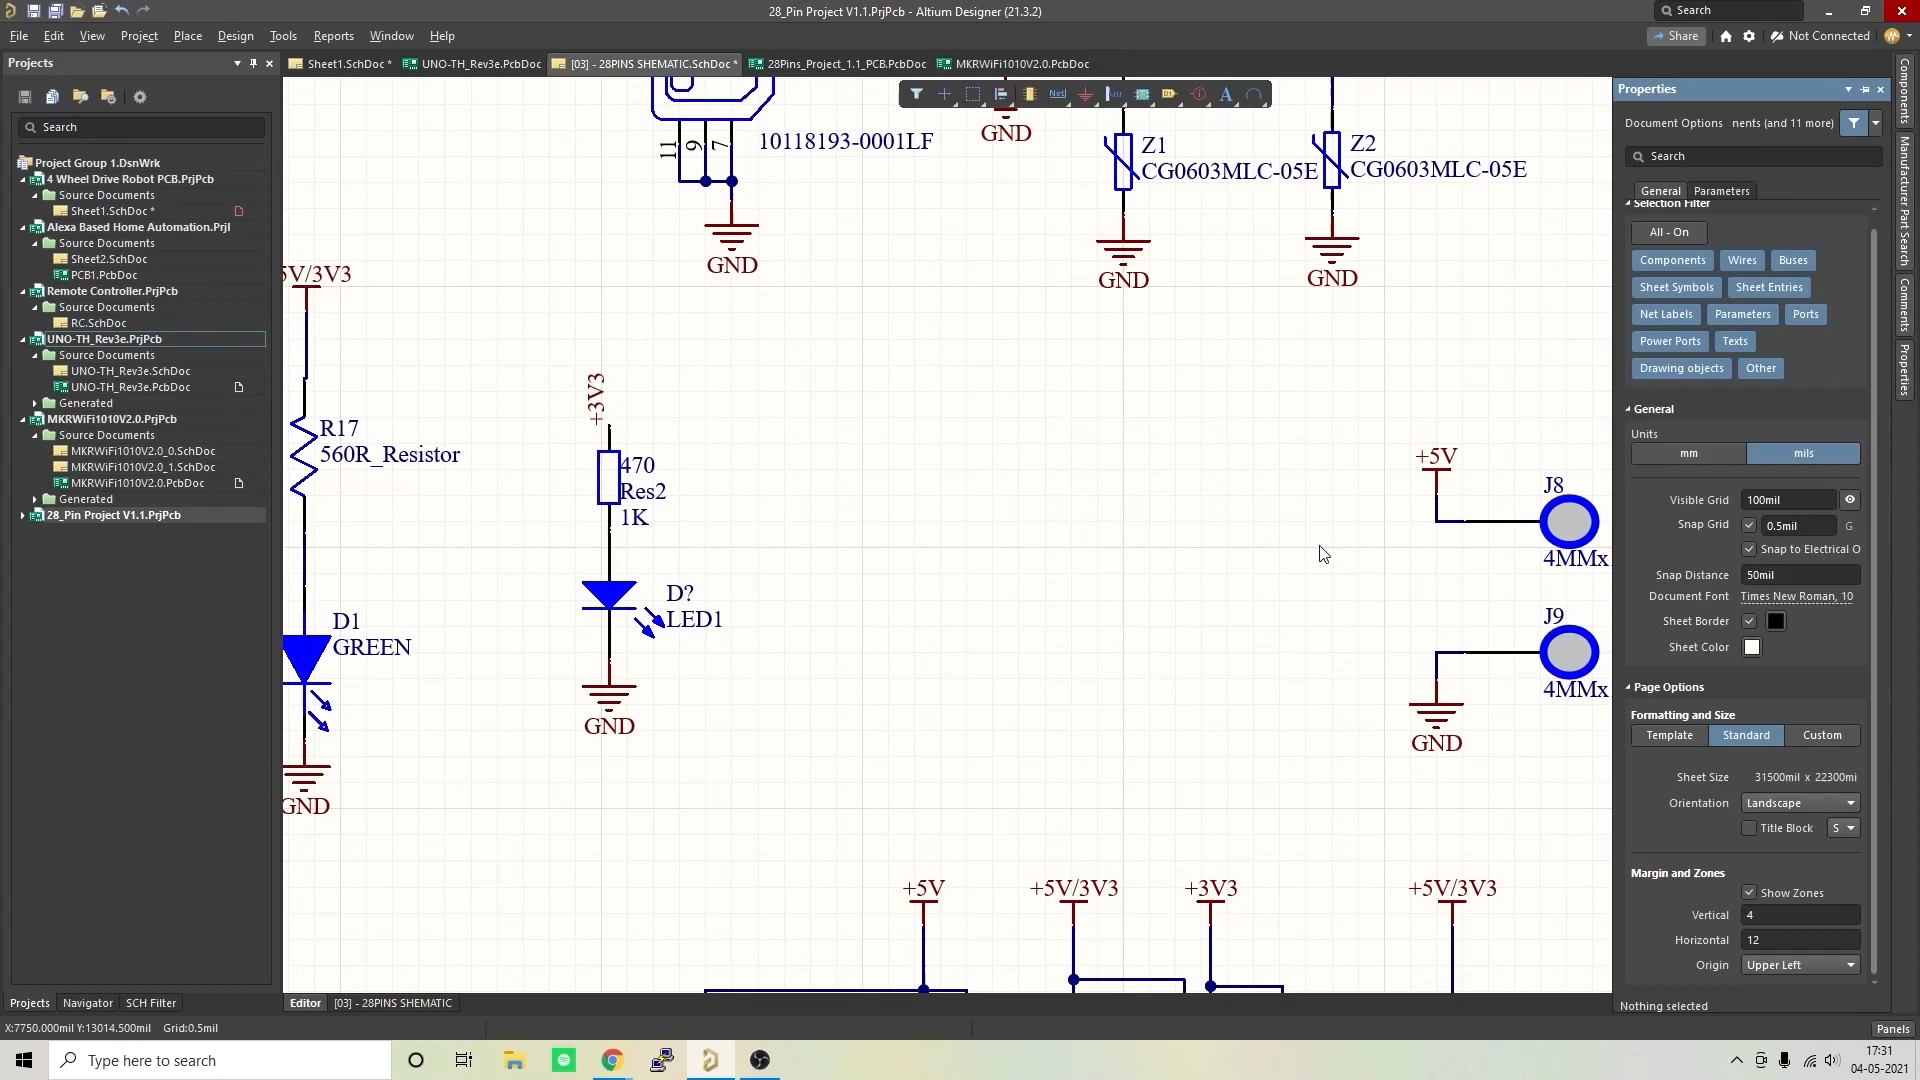 28_Pin Project V1.1.PrjPcb - Altium Designer (21.3.2)
Search
File Edit View Project Place Design Tools Reports Window Help
Share
Not Connected
Projects
Sheet1.SchDoc *
UNO-TH_Rev3e.PcbDoc
[03] - 28PINS SHEMATIC.SchDoc *
28Pins_Project_1.1_PCB.PcbDoc
MKRWiFi1010V2.0.PcbDoc
Search
Project Group 1.DsnWrk
4 Wheel Drive Robot PCB.PrjPcb
Source Documents
Sheet1.SchDoc *
Alexa Based Home Automation.PrjI
Source Documents
Sheet2.SchDoc
PCB1.PcbDoc
Remote Controller.PrjPcb
Source Documents
RC.SchDoc
UNO-TH_Rev3e.PrjPcb
Source Documents
UNO-TH_Rev3e.SchDoc
UNO-TH_Rev3e.PcbDoc
Generated
MKRWiFi1010V2.0.PrjPcb
Source Documents
MKRWiFi1010V2.0_0.SchDoc
MKRWiFi1010V2.0_1.SchDoc
MKRWiFi1010V2.0.PcbDoc
Generated
28_Pin Project V1.1.PrjPcb
Net
A
11
9
7
10118193-0001LF
GND
GND
Z1
CG0603MLC-05E
GND
Z2
CG0603MLC-05E
GND
5V/3V3
R17
560R_Resistor
D1
GREEN
GND
+3V3
470
Res2
1K
D?
LED1
GND
+5V
J8
4MMx
J9
4MMx
GND
+5V
+5V/3V3
+3V3
+5V/3V3
Properties
Document Options nents (and 11 more)
Search
General Parameters
Selection Filter
All - On
Components Wires Buses
Sheet Symbols Sheet Entries
Net Labels Parameters Ports
Power Ports Texts
Drawing objects Other
General
Units
mm mils
Visible Grid 100mil
Snap Grid 0.5mil G
Snap to Electrical O
Snap Distance 50mil
Document Font Times New Roman, 10
Sheet Border
Sheet Color
Page Options
Formatting and Size
Template Standard Custom
Sheet Size 31500mil x 22300mi
Orientation Landscape
Title Block S
Margin and Zones
Show Zones
Vertical 4
Horizontal 12
Origin Upper Left
Nothing selected
Components
Manufacturer Part Search
Comments
Properties
Projects Navigator SCH Filter
Editor [03] - 28PINS SHEMATIC
X:7750.000mil Y:13014.500mil Grid:0.5mil
Panels
Type here to search
17:31
04-05-2021